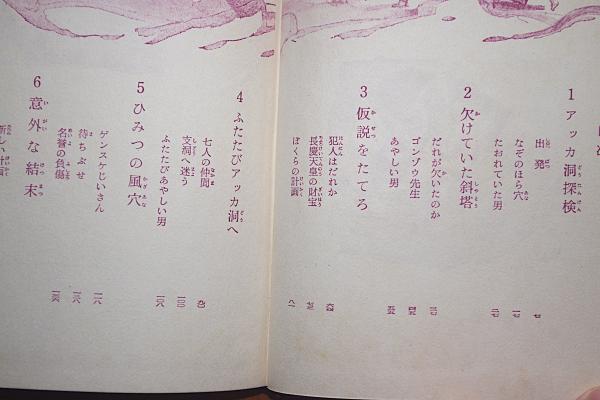 1 アッカ洞探検
出発 七
なぞのほら穴
たおれていた男
2 欠けていた斜塔
だれが欠いたのか
ゴンゾウ先生
あやしい男
3 仮説をたてろ
犯人はだれか
長慶天皇の財宝
ぼくらの計画
4 ふたたびアッカ洞へ
七人の仲間
支洞へ迷う
ふたたびあやしい男
5 ひみつの風穴
ゲンスケじいさん
待ちぶせ
名誉の負傷
6 意外な結末
新しい計画